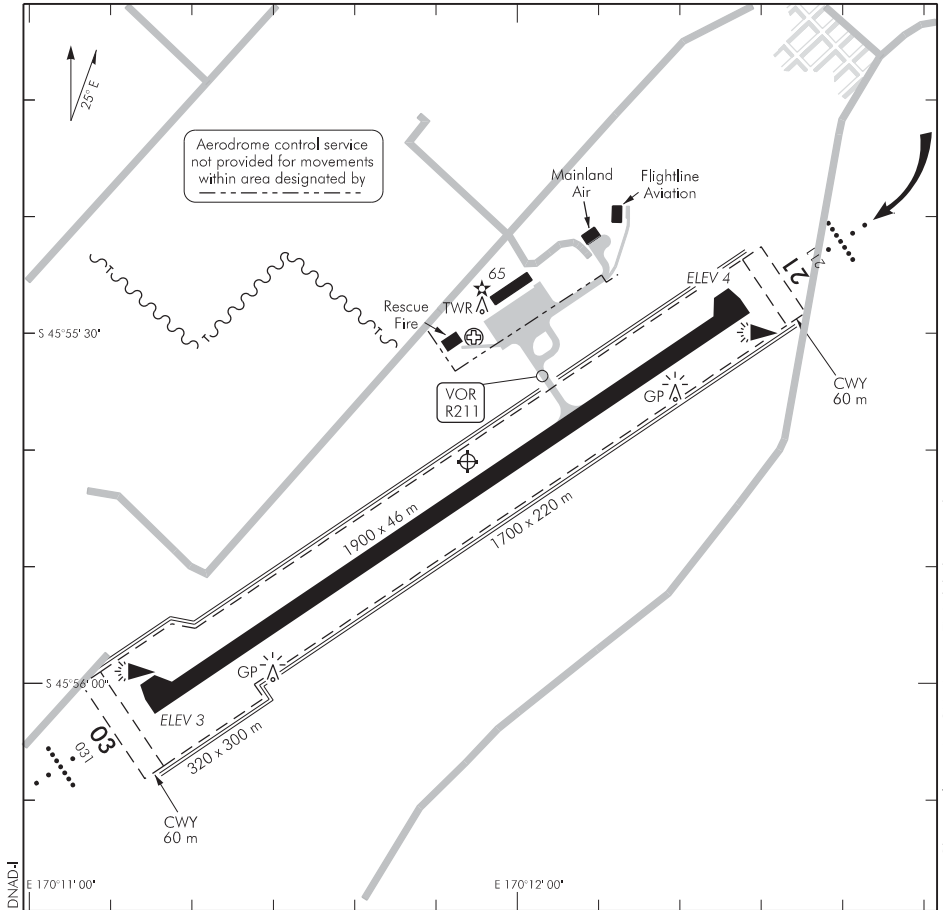 25° E
Aerodrome control service
not provided for movements
within area designated by
Mainland
Air
Flightline
Aviation
65
TWR
Rescue
Fire
ELEV 4
21
211
S 45°55' 30"
VOR
R211
GP
CWY
60 m
1900 x 46 m
1700 x 220 m
GP
S 45°56' 00"
ELEV 3
03
031
320 x 300 m
CWY
60 m
E 170°11' 00"
E 170°12' 00"
DNAD-1